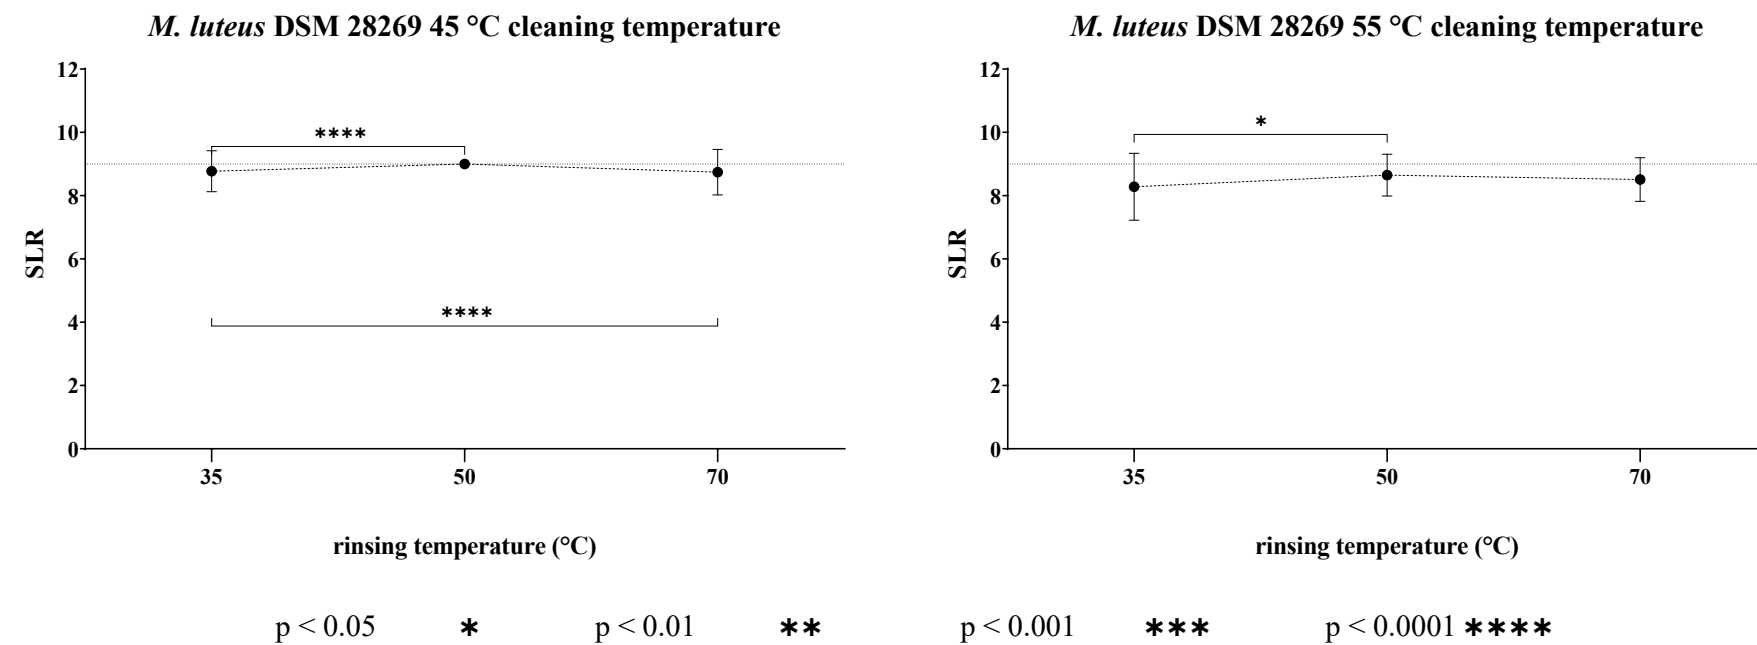 M. luteus DSM 28269 45 °C cleaning temperature
12
10
8
6
4
2
0
SLR
****
****
35 50 70
rinsing temperature (°C)
M. luteus DSM 28269 55 °C cleaning temperature
12
10
8
6
4
2
0
SLR
*
35 50 70
rinsing temperature (°C)
p < 0.05 * p < 0.01 ** p < 0.001 *** p < 0.0001 ****